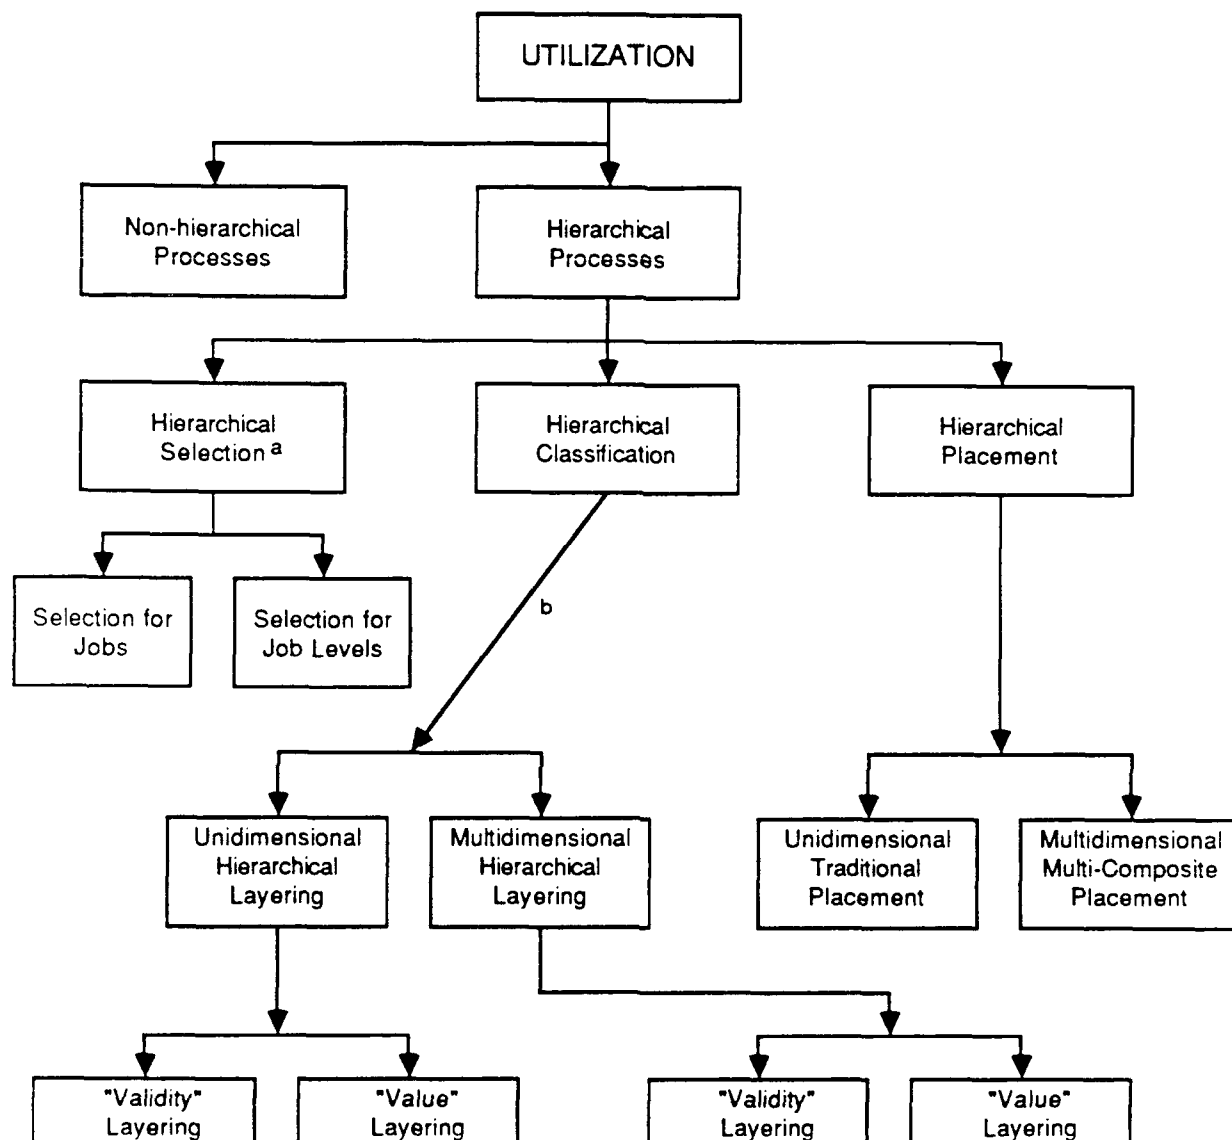 UTILIZATION
Non-hierarchical
Processes
Hierarchical
Processes
Hierarchical
Selection a
Hierarchical
Classification
Hierarchical
Placement
Selection for
Jobs
Selection for
Job Levels
b
Unidimensional
Hierarchical
Layering
Multidimensional
Hierarchical
Layering
Unidimensional
Traditional
Placement
Multidimensional
Multi-Composite
Placement
"Validity"
Layering
"Value"
Layering
"Validity"
Layering
"Value"
Layering